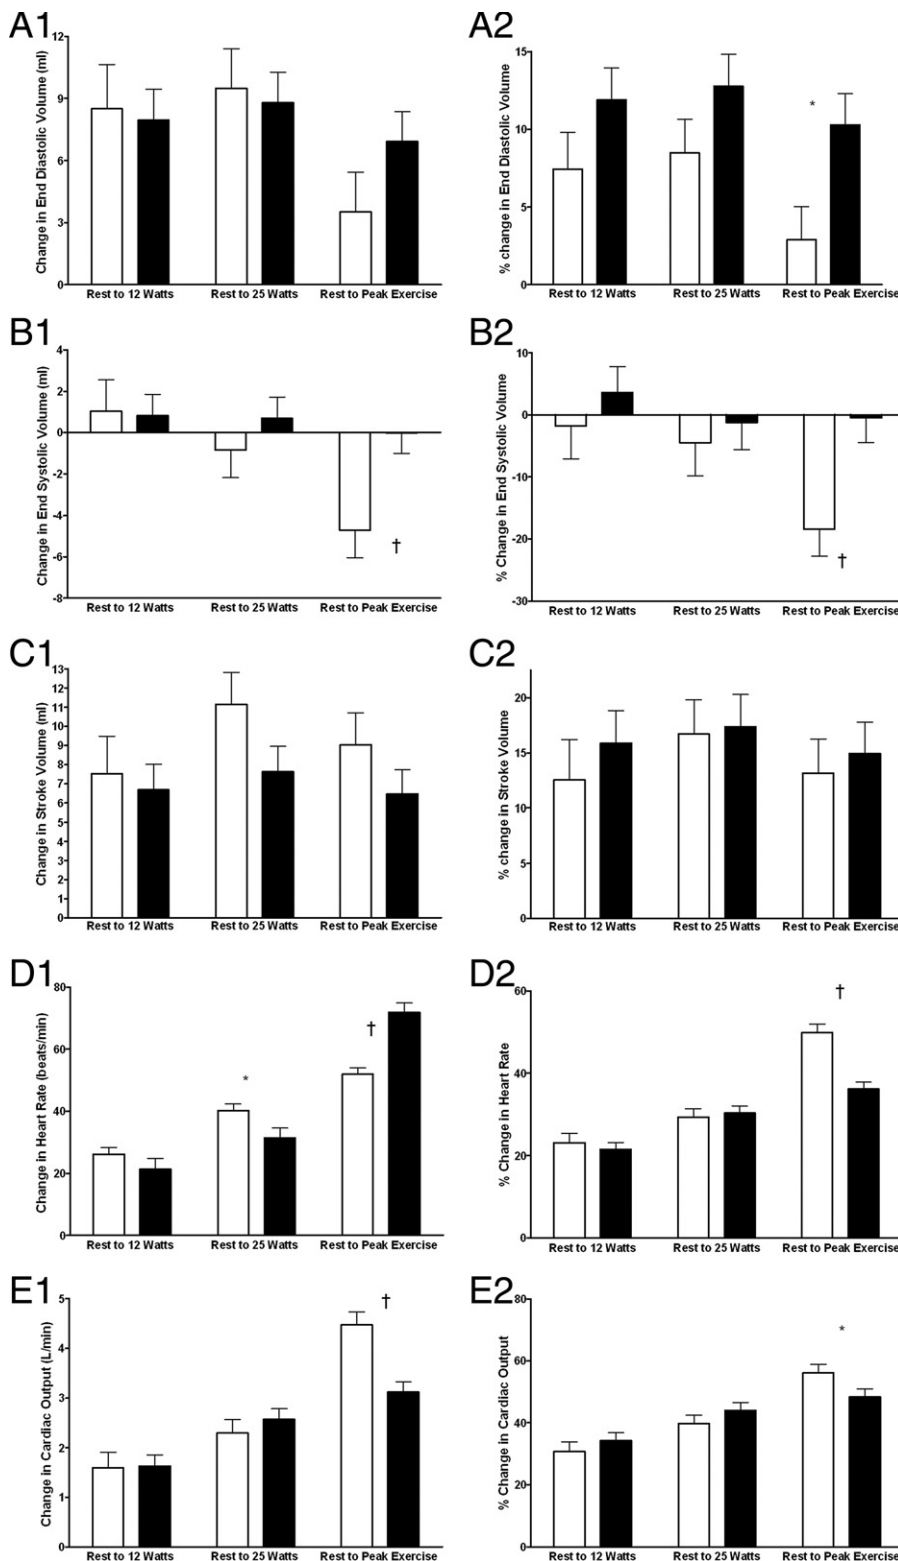 A1
Change in End Diastolic Volume (ml)
12
9
6
3
0
Rest to 12 Watts Rest to 25 Watts Rest to Peak Exercise
A2
% change in End Diastolic Volume
15
10
5
0
*
Rest to 12 Watts Rest to 25 Watts Rest to Peak Exercise
B1
Change in End Systolic Volume (ml)
4
2
0
-2
-4
-6
-8
†
Rest to 12 Watts Rest to 25 Watts Rest to Peak Exercise
B2
% Change in End Systolic Volume
10
0
-10
-20
-30
†
Rest to 12 Watts Rest to 25 Watts Rest to Peak Exercise
C1
Change in Stroke Volume (ml)
13
12
11
10
9
8
7
6
5
4
3
2
1
0
Rest to 12 Watts Rest to 25 Watts Rest to Peak Exercise
C2
% change in Stroke Volume
20
15
10
5
0
Rest to 12 Watts Rest to 25 Watts Rest to Peak Exercise
D1
Change in Heart Rate (beats/min)
80
60
40
20
0
*
†
Rest to 12 Watts Rest to 25 Watts Rest to Peak Exercise
D2
% Change in Heart Rate
60
40
20
0
†
Rest to 12 Watts Rest to 25 Watts Rest to Peak Exercise
E1
Change in Cardiac Output (L/min)
5
4
3
2
1
0
†
Rest to 12 Watts Rest to 25 Watts Rest to Peak Exercise
E2
% Change in Cardiac Output
80
60
40
20
0
*
Rest to 12 Watts Rest to 25 Watts Rest to Peak Exercise